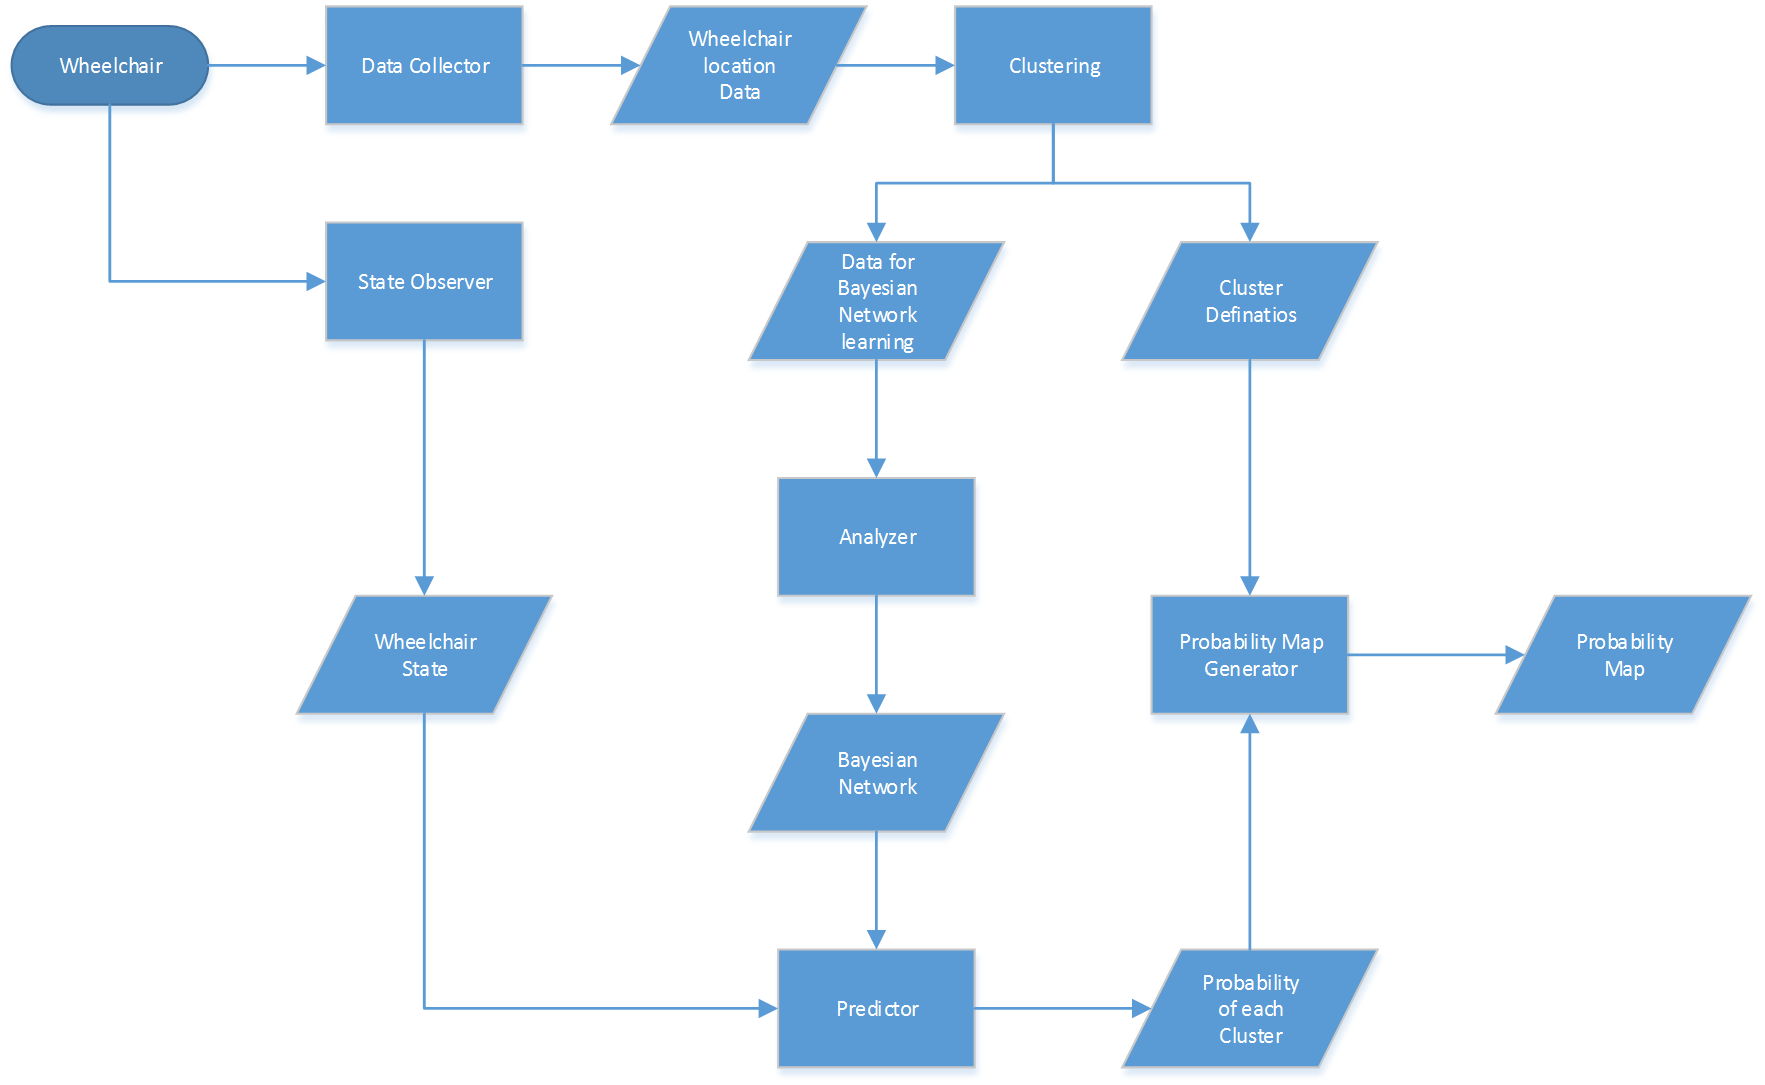 Wheelchair
Data Collector
Wheelchair
location
Data
Clustering
State Observer
Data for
Bayesian
Network
learning
Cluster
Definatios
Analyzer
Wheelchair
State
Probability Map
Generator
Probability
Map
Bayesian
Network
Predictor
Probability
of each
Cluster